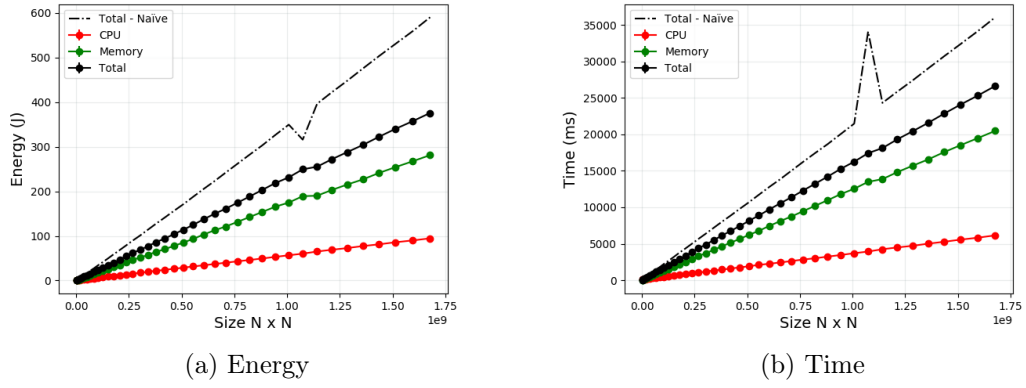 Total - Naïve
CPU
Memory
Total
600
500
400
300
200
100
0
Energy (J)
0.00 0.25 0.50 0.75 1.00 1.25 1.50 1.75
1e9
Size N x N
(a) Energy
Total - Naïve
CPU
Memory
Total
35000
30000
25000
20000
15000
10000
5000
0
Time (ms)
0.00 0.25 0.50 0.75 1.00 1.25 1.50 1.75
1e9
Size N x N
(b) Time